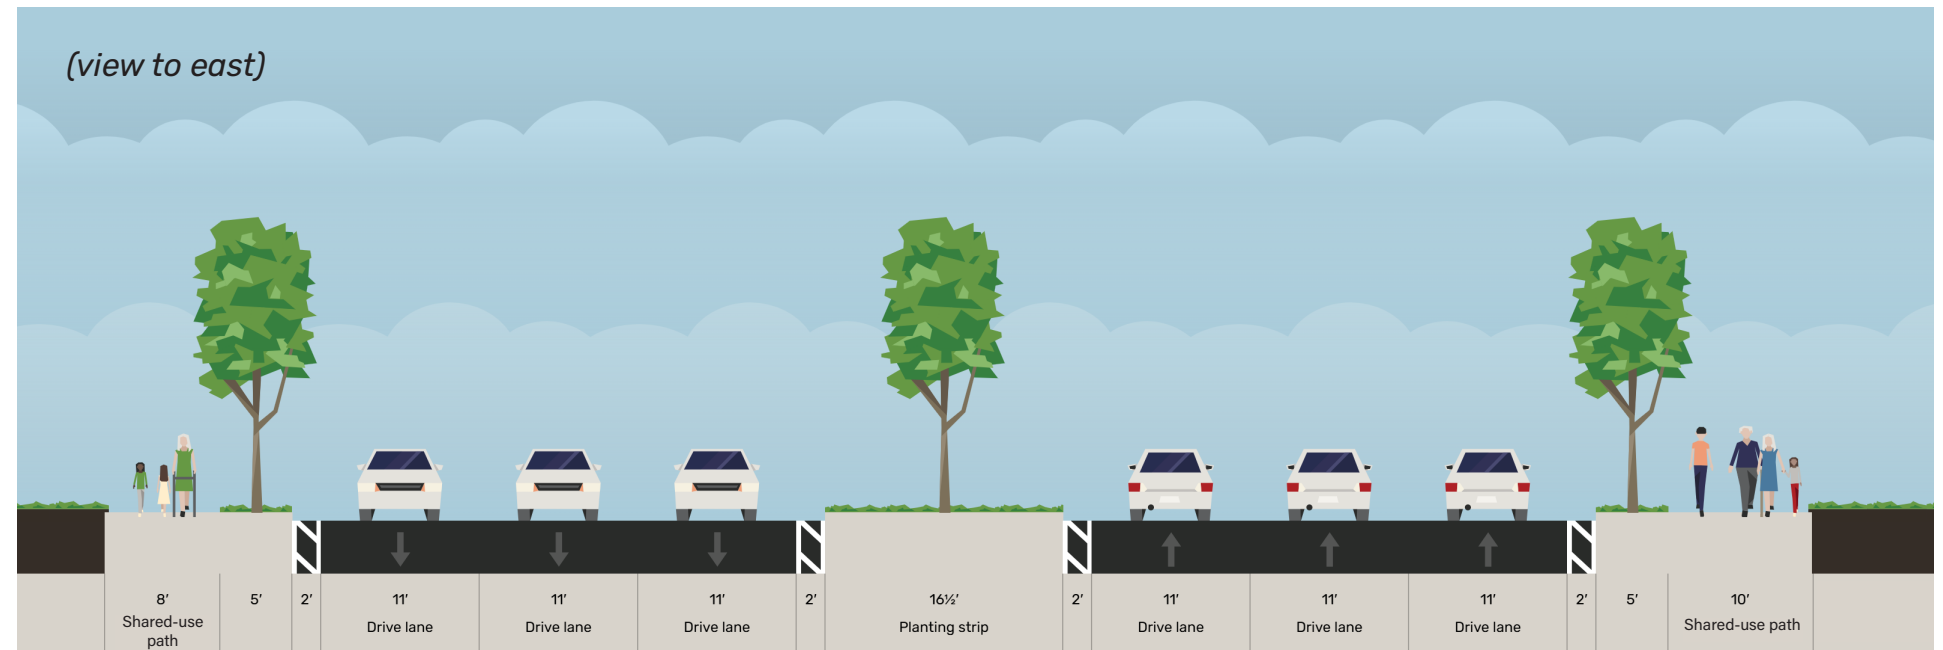 (view to east)
8’ 5’ 2’ 11’ 11’ 11’ 2’ 16½’ 2’ 11’ 11’ 11’ 2’ 5’ 10’
Shared-use path Drive lane Drive lane Drive lane Planting strip Drive lane Drive lane Drive lane Shared-use path